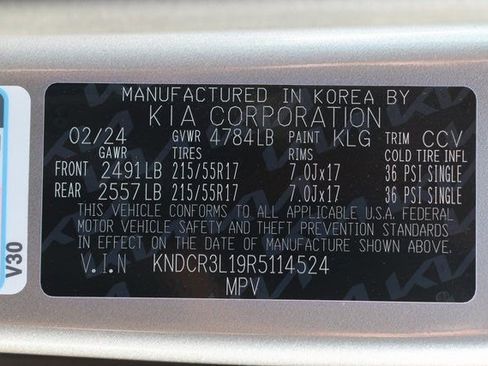 MANUFACTURED IN KOREA BY
KIA CORPORATION
02/24 GVWR 4784LB PAINT KLG TRIM CCV
GAWR TIRES RIMS COLD TIRE INFL
FRONT 2491LB 215/55R17 7.0Jx17 36 PSI SINGLE
REAR 2557LB 215/55R17 7.0Jx17 36 PSI SINGLE
THIS VEHICLE CONFORMS TO ALL APPLICABLE U.S.A. FEDERAL
MOTOR VEHICLE SAFETY AND THEFT PREVENTION STANDARDS
IN EFFECT ON THE DATE OF MANUFACTURE SHOWN ABOVE.
V.I.N KNDCR3L19R5114524
MPV
V30